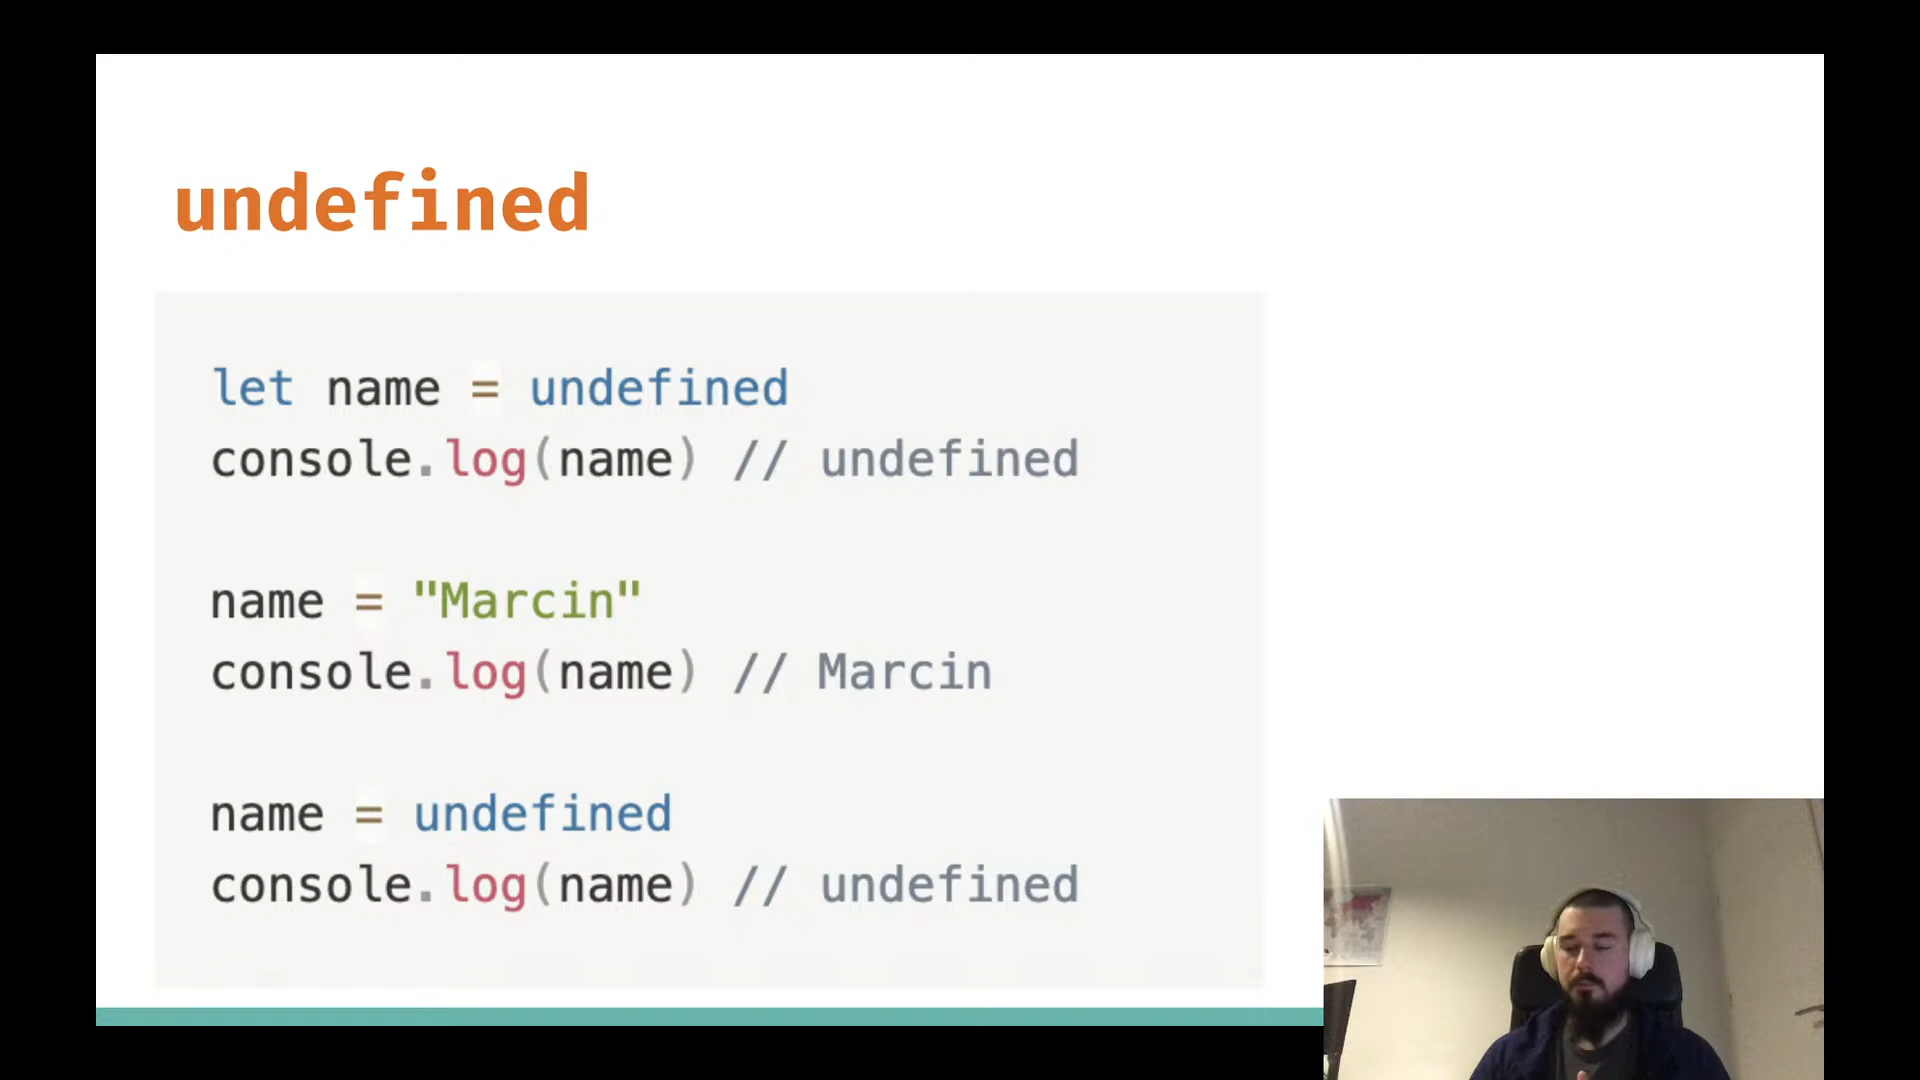 undefined
let name = undefined
console.log(name) // undefined
name = "Marcin"
console.log(name) // Marcin
name = undefined
console.log(name) // undefined